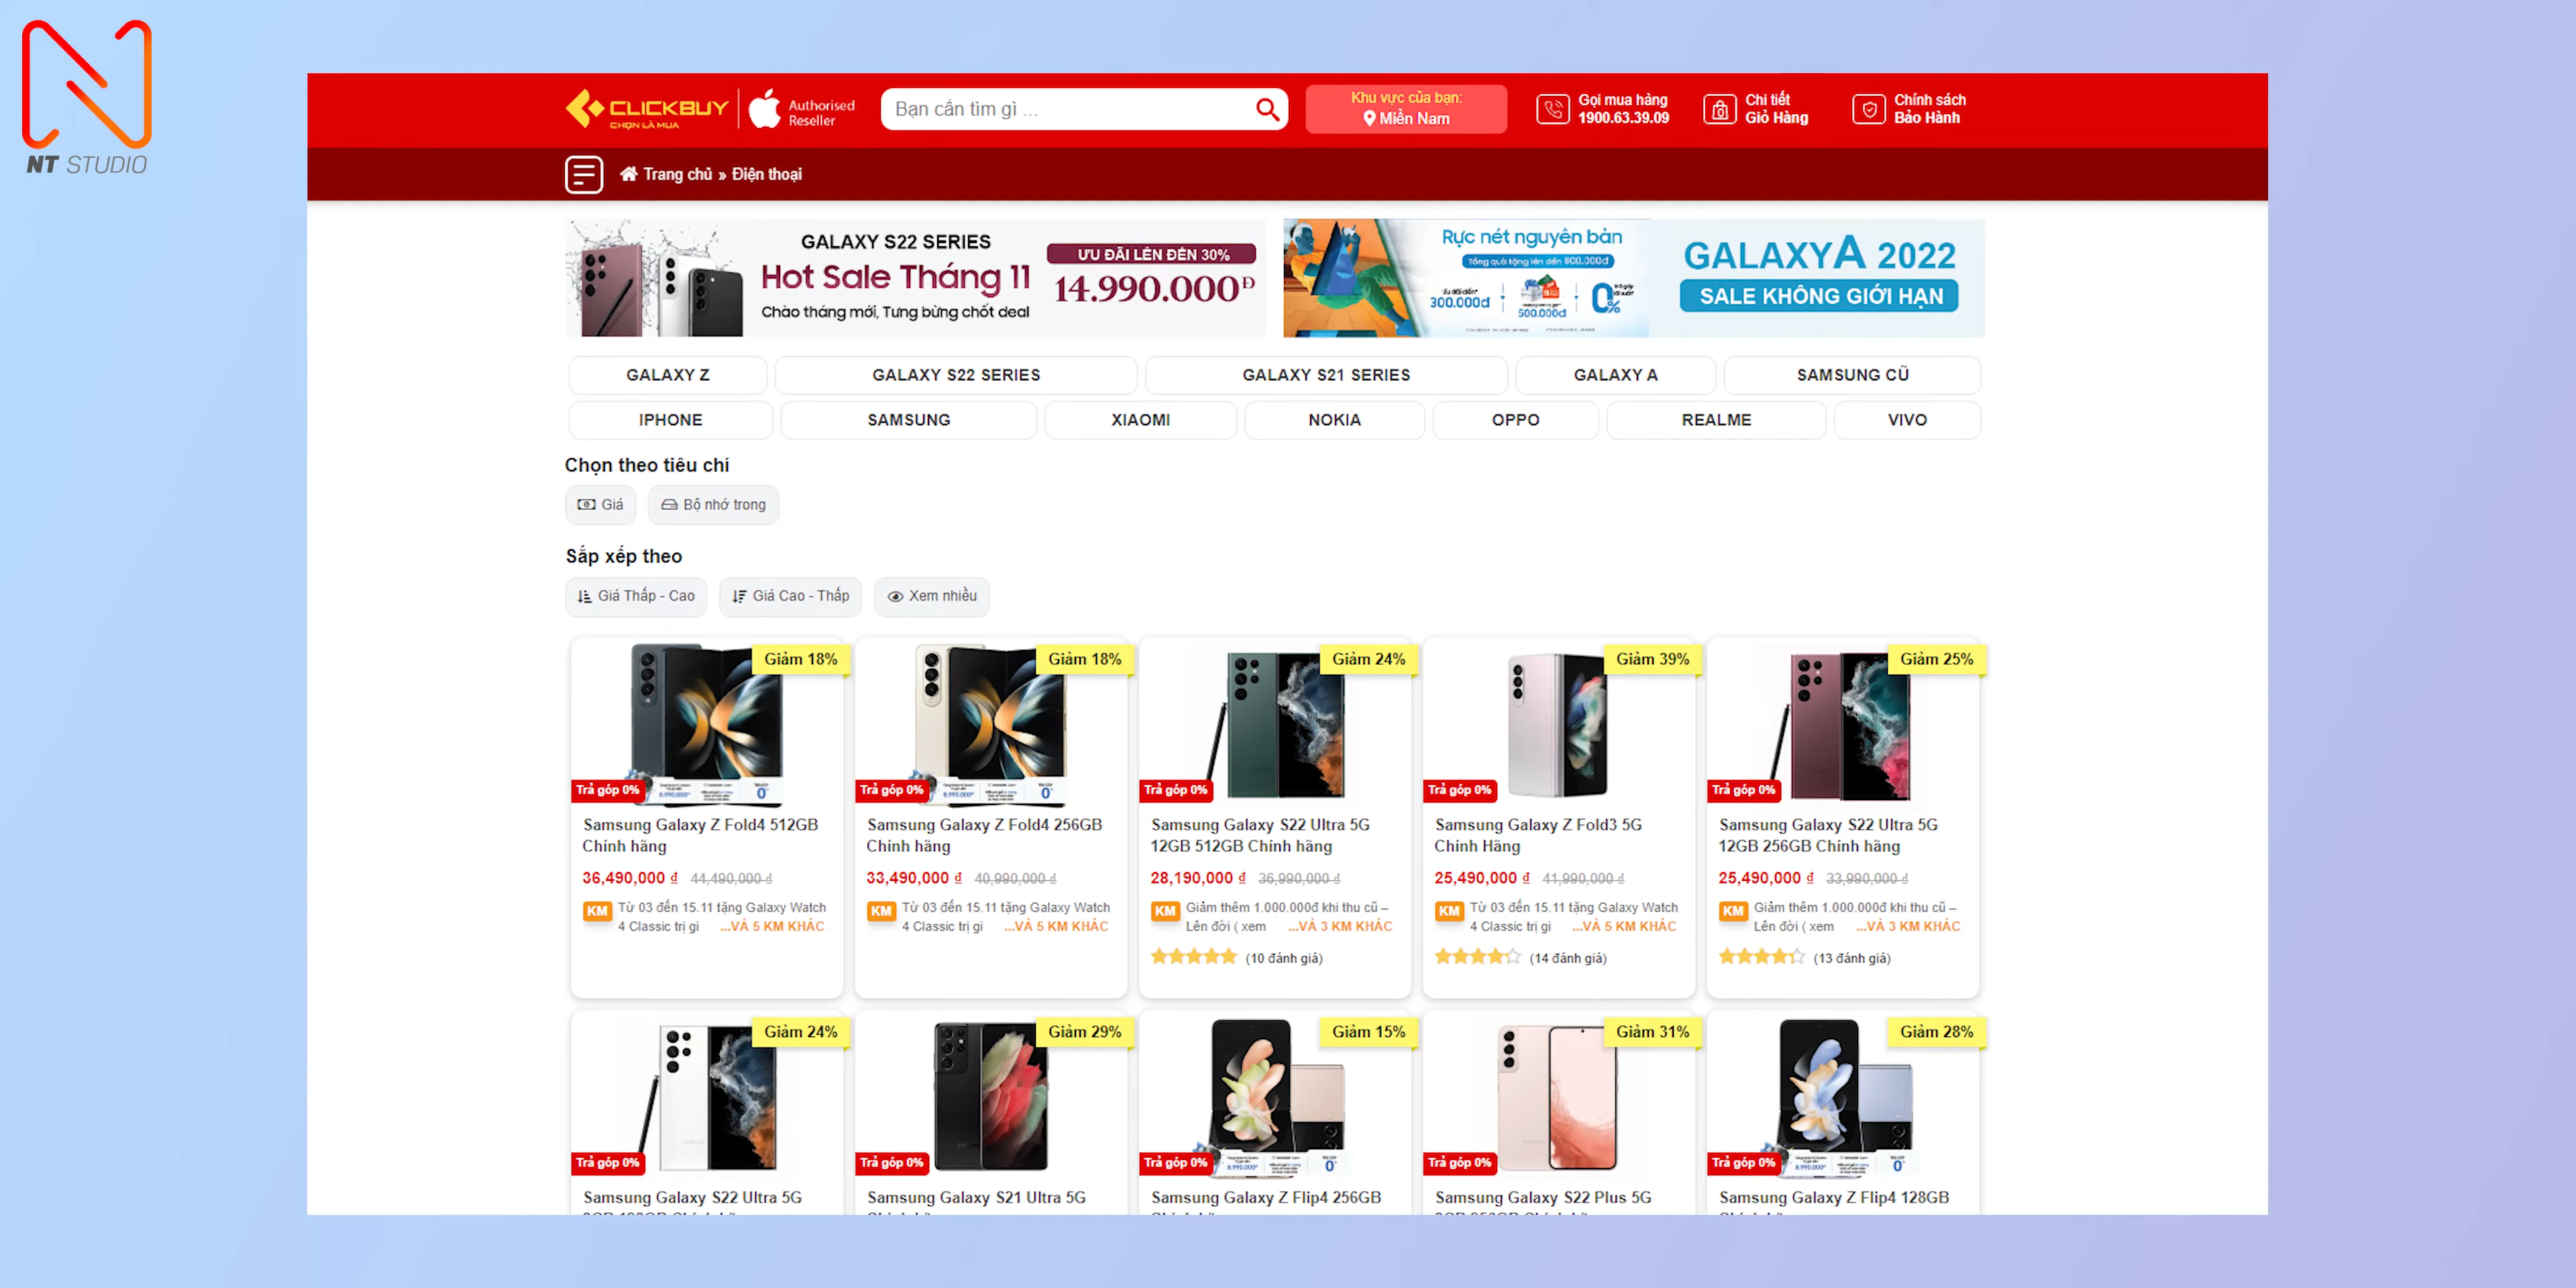 NT STUDIO
CLICKBUY
CHỌN LÀ MUA
Authorised
Reseller
Bạn cần tìm gì ...
Khu vực của bạn:
Miền Nam
Gọi mua hàng
1900.63.39.09
Chi tiết
Giỏ Hàng
Chính sách
Bảo Hành
Trang chủ » Điện thoại
GALAXY S22 SERIES
Hot Sale Tháng 11
Chào tháng mới, Tưng bừng chốt deal
ƯU ĐÃI LÊN ĐẾN 30%
14.990.000Đ
Rực nét nguyên bản
Tổng quà tặng lên đến 800.000đ
300.000đ
500.000đ
0%
GALAXY A 2022
SALE KHÔNG GIỚI HẠN
GALAXY Z
GALAXY S22 SERIES
GALAXY S21 SERIES
GALAXY A
SAMSUNG CŨ
IPHONE
SAMSUNG
XIAOMI
NOKIA
OPPO
REALME
VIVO
Chọn theo tiêu chí
Giá
Bộ nhớ trong
Sắp xếp theo
Giá Thấp - Cao
Giá Cao - Thấp
Xem nhiều
Giảm 18%
Trả góp 0%
Samsung Galaxy Z Fold4 512GB
Chính hãng
36,490,000 ₫ 44,490,000 ₫
KM Từ 03 đến 15.11 tặng Galaxy Watch
4 Classic trị gi ...VÀ 5 KM KHÁC
Giảm 18%
Trả góp 0%
Samsung Galaxy Z Fold4 256GB
Chính hãng
33,490,000 ₫ 40,990,000 ₫
KM Từ 03 đến 15.11 tặng Galaxy Watch
4 Classic trị gi ...VÀ 5 KM KHÁC
Giảm 24%
Trả góp 0%
Samsung Galaxy S22 Ultra 5G
12GB 512GB Chính hãng
28,190,000 ₫ 36,990,000 ₫
KM Giảm thêm 1.000.000đ khi thu cũ –
Lên đời ( xem ...VÀ 3 KM KHÁC
(10 đánh giá)
Giảm 39%
Trả góp 0%
Samsung Galaxy Z Fold3 5G
Chính Hãng
25,490,000 ₫ 41,990,000 ₫
KM Từ 03 đến 15.11 tặng Galaxy Watch
4 Classic trị gi ...VÀ 5 KM KHÁC
(14 đánh giá)
Giảm 25%
Trả góp 0%
Samsung Galaxy S22 Ultra 5G
12GB 256GB Chính hãng
25,490,000 ₫ 33,990,000 ₫
KM Giảm thêm 1.000.000đ khi thu cũ –
Lên đời ( xem ...VÀ 3 KM KHÁC
(13 đánh giá)
Giảm 24%
Trả góp 0%
Samsung Galaxy S22 Ultra 5G
Giảm 29%
Trả góp 0%
Samsung Galaxy S21 Ultra 5G
Giảm 15%
Trả góp 0%
Samsung Galaxy Z Flip4 256GB
Giảm 31%
Trả góp 0%
Samsung Galaxy S22 Plus 5G
Giảm 28%
Trả góp 0%
Samsung Galaxy Z Flip4 128GB